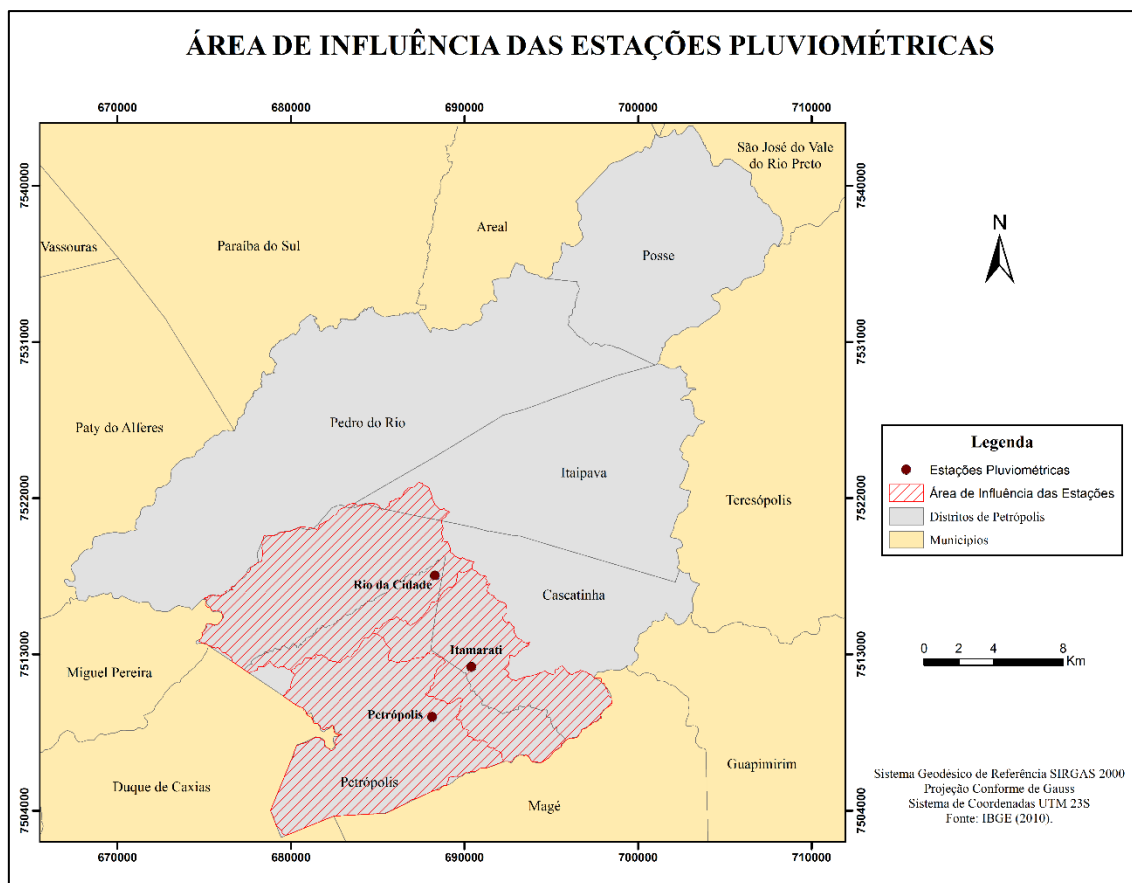 ÁREA DE INFLUÊNCIA DAS ESTAÇÕES PLUVIOMÉTRICAS
670000
680000
690000
700000
710000
7540000
7540000
7531000
7531000
7522000
7522000
7513000
7513000
7504000
7504000
São José do Vale
do Rio Preto
Areal
Vassouras
Paraíba do Sul
Posse
Paty do Alferes
Pedro do Rio
Itaipava
Teresópolis
Rio da Cidade
Cascatinha
Itamarati
Miguel Pereira
Petrópolis
Petrópolis
Duque de Caxias
Guapimirim
Magé
670000
680000
690000
700000
710000
N
Legenda
Estações Pluviométricas
Área de Influência das Estações
Distritos de Petrópolis
Municípios
0 2 4 8
Km
Sistema Geodésico de Referência SIRGAS 2000
Projeção Conforme de Gauss
Sistema de Coordenadas UTM 23S
Fonte: IBGE (2010).